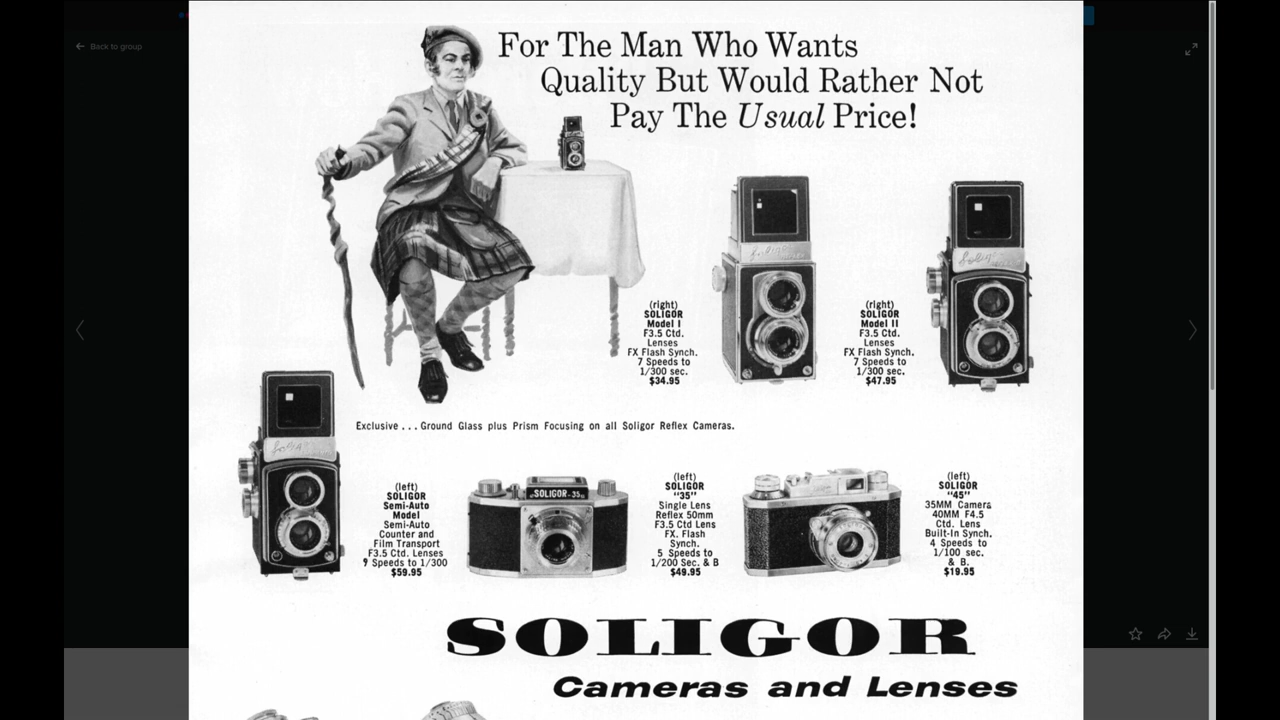 Back to group
For The Man Who Wants
Quality But Would Rather Not
Pay The Usual Price!
(right)
SOLIGOR
Model I
F3.5 Ctd.
Lenses
FX Flash Synch.
7 Speeds to
1/300 sec.
$34.95
(right)
SOLIGOR
Model II
F3.5 Ctd.
Lenses
FX Flash Synch.
7 Speeds to
1/300 sec.
$47.95
Exclusive . . . Ground Glass plus Prism Focusing on all Soligor Reflex Cameras.
(left)
SOLIGOR
Semi-Auto
Model
Semi-Auto
Counter and
Film Transport
F3.5 Ctd. Lenses
9 Speeds to 1/300
$59.95
SOLIGOR-35
(left)
SOLIGOR
"35"
Single Lens
Reflex 50mm
F3.5 Ctd Lens
FX. Flash
Synch.
5 Speeds to
1/200 Sec. & B
$49.95
(left)
SOLIGOR
"45"
35MM Camera
40MM F4.5
Ctd. Lens
Built-In Synch.
4 Speeds to
1/100 sec.
& B.
$19.95
SOLIGOR
Cameras and Lenses